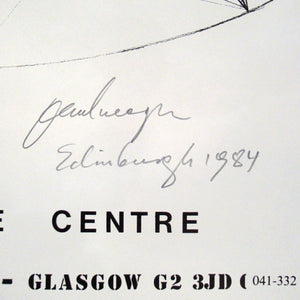 Edinburgh 1984
E CENTRE
- GLASGOW G2 3JD ( 041-332